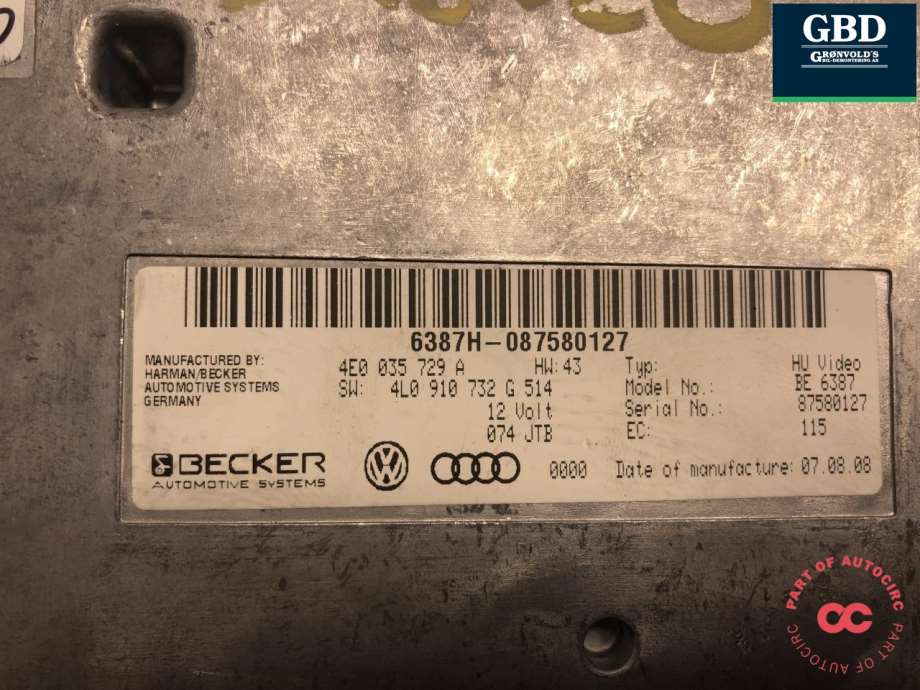 GBD
GRØNVOLD'S
BIL-DEMONTERING AS
6387H-087580127
MANUFACTURED BY:
HARMAN/BECKER
AUTOMOTIVE SYSTEMS
GERMANY
4E0 035 729 A HW: 43
SW: 4L0 910 732 G 514
12 Volt
074 JTB
Typ: HU Video
Model No.: BE 6387
Serial No.: 87580127
EC: 115
BECKER
AUTOMOTIVE SYSTEMS
0000 Date of manufacture: 07.08.08
PART OF AUTOCIRC
CC
PART OF AUTOCIRC